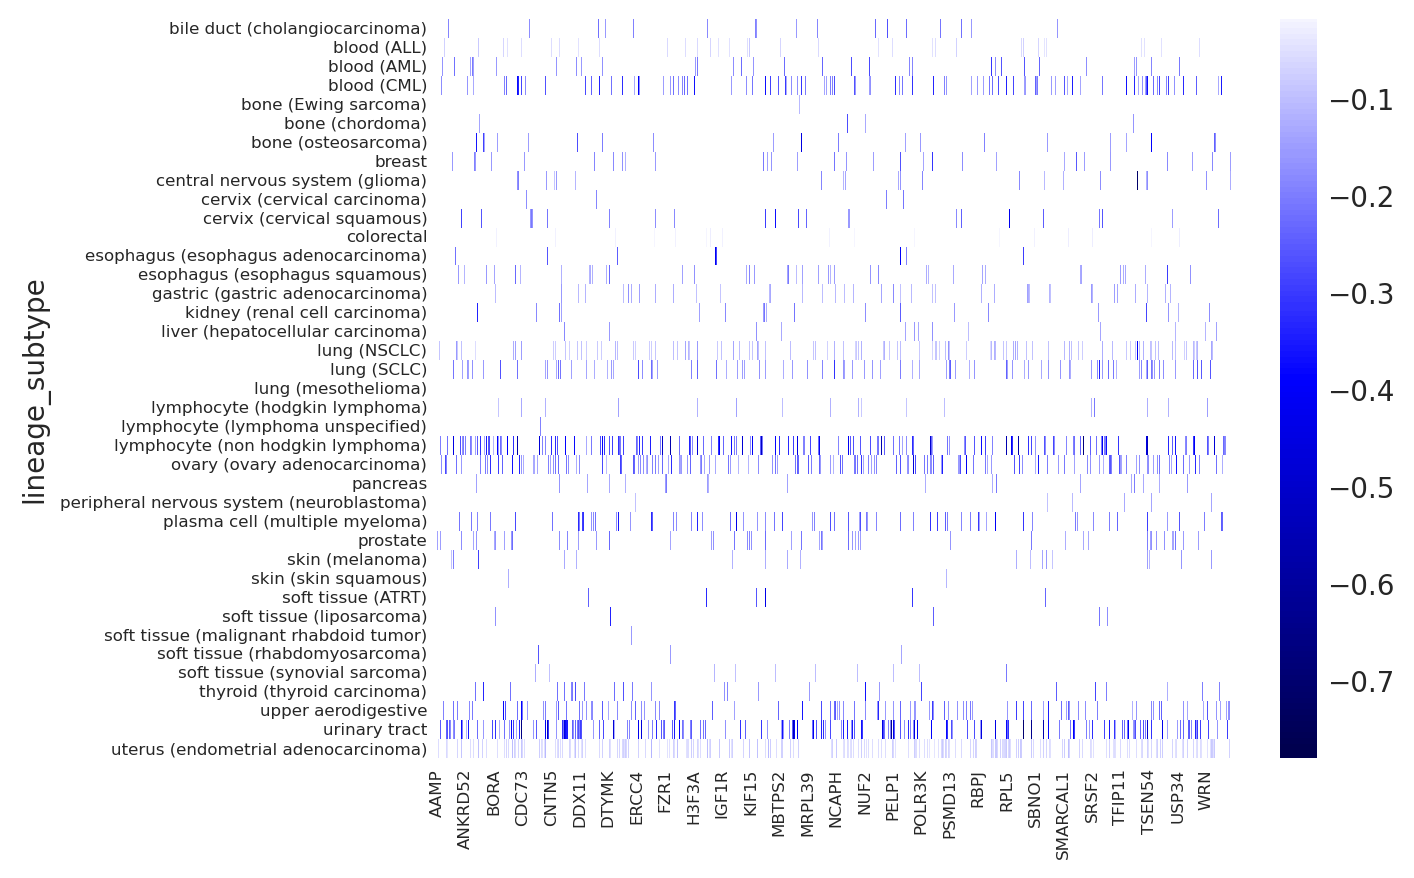 lineage_subtype
bile duct (cholangiocarcinoma)
blood (ALL)
blood (AML)
blood (CML)
bone (Ewing sarcoma)
bone (chordoma)
bone (osteosarcoma)
breast
central nervous system (glioma)
cervix (cervical carcinoma)
cervix (cervical squamous)
colorectal
esophagus (esophagus adenocarcinoma)
esophagus (esophagus squamous)
gastric (gastric adenocarcinoma)
kidney (renal cell carcinoma)
liver (hepatocellular carcinoma)
lung (NSCLC)
lung (SCLC)
lung (mesothelioma)
lymphocyte (hodgkin lymphoma)
lymphocyte (lymphoma unspecified)
lymphocyte (non hodgkin lymphoma)
ovary (ovary adenocarcinoma)
pancreas
peripheral nervous system (neuroblastoma)
plasma cell (multiple myeloma)
prostate
skin (melanoma)
skin (skin squamous)
soft tissue (ATRT)
soft tissue (liposarcoma)
soft tissue (malignant rhabdoid tumor)
soft tissue (rhabdomyosarcoma)
soft tissue (synovial sarcoma)
thyroid (thyroid carcinoma)
upper aerodigestive
urinary tract
uterus (endometrial adenocarcinoma)
AAMP
ANKRD52
BORA
CDC73
CNTN5
DDX11
DTYMK
ERCC4
FZR1
H3F3A
IGF1R
KIF15
MBTPS2
MRPL39
NCAPH
NUF2
PELP1
POLR3K
PSMD13
RBPJ
RPL5
SBNO1
SMARCAL1
SRSF2
TFIP11
TSEN54
USP34
WRN
−0.1
−0.2
−0.3
−0.4
−0.5
−0.6
−0.7